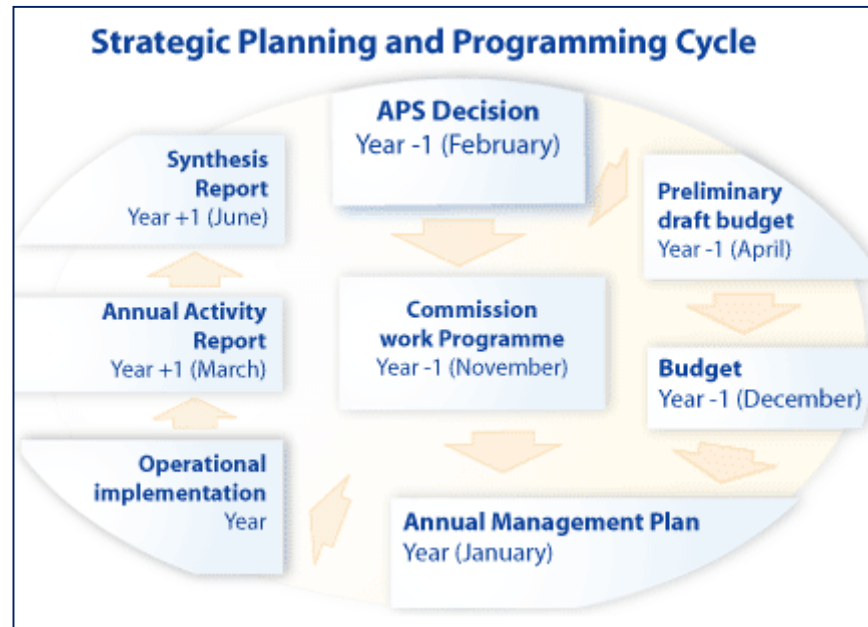 Strategic Planning and Programming Cycle
APS Decision
Year -1 (February)
Synthesis
Report
Year +1 (June)
Preliminary
draft budget
Year -1 (April)
Annual Activity
Report
Year +1 (March)
Commission
work Programme
Year -1 (November)
Budget
Year -1 (December)
Operational
implementation
Year
Annual Management Plan
Year (January)